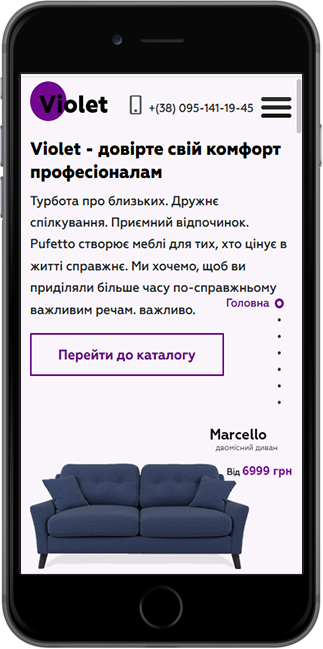 Violet
+(38) 095-141-19-45
Violet - довірте свій комфорт
професіоналам
Турбота про близьких. Дружнє
спілкування. Приємний відпочинок.
Pufetto створює меблі для тих, хто цінує в
житті справжнє. Ми хочемо, щоб ви
приділяли більше часу по-справжньому
важливим речам. важливо.
Головна
Перейти до каталогу
Marcello
двомісний диван
Від 6999 грн